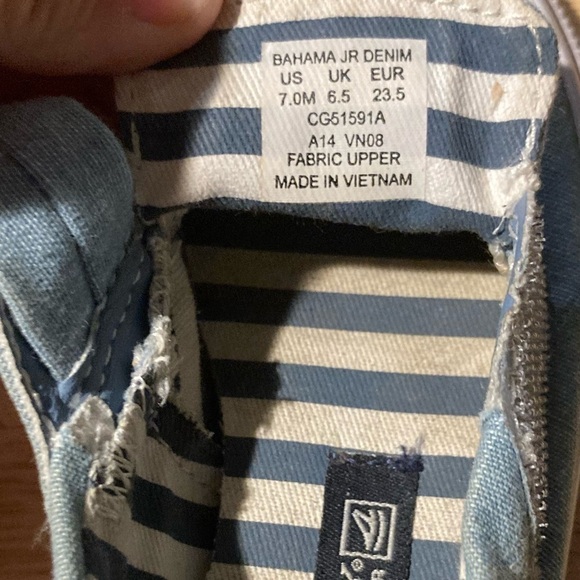 BAHAMA JR DENIM
US UK EUR
7.0M 6.5 23.5
CG51591A
A14 VN08
FABRIC UPPER
MADE IN VIETNAM